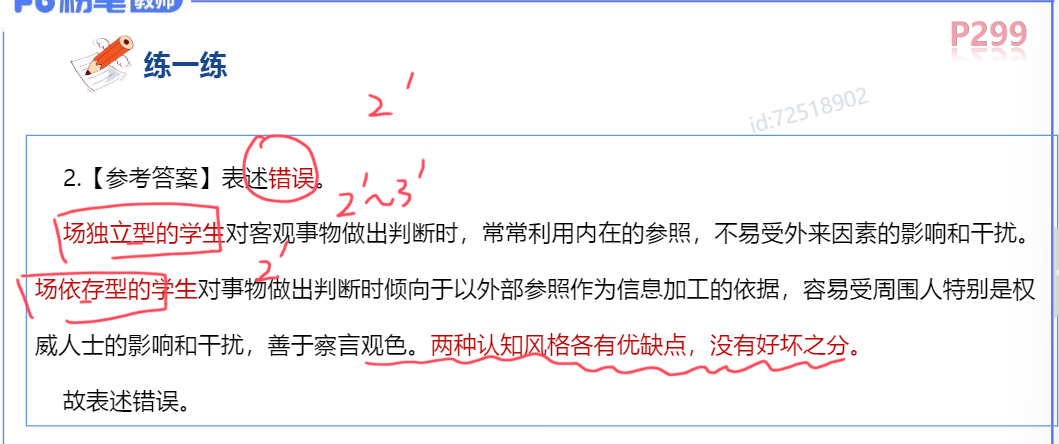 粉笔教师
P299
练一练
2'
id:72518902
2.【参考答案】表述错误。
2'~3'
场独立型的学生对客观事物做出判断时，常常利用内在的参照，不易受外来因素的影响和干扰。
2'
场依存型的学生对事物做出判断时倾向于以外部参照作为信息加工的依据，容易受周围人特别是权
威人士的影响和干扰，善于察言观色。两种认知风格各有优缺点，没有好坏之分。
故表述错误。